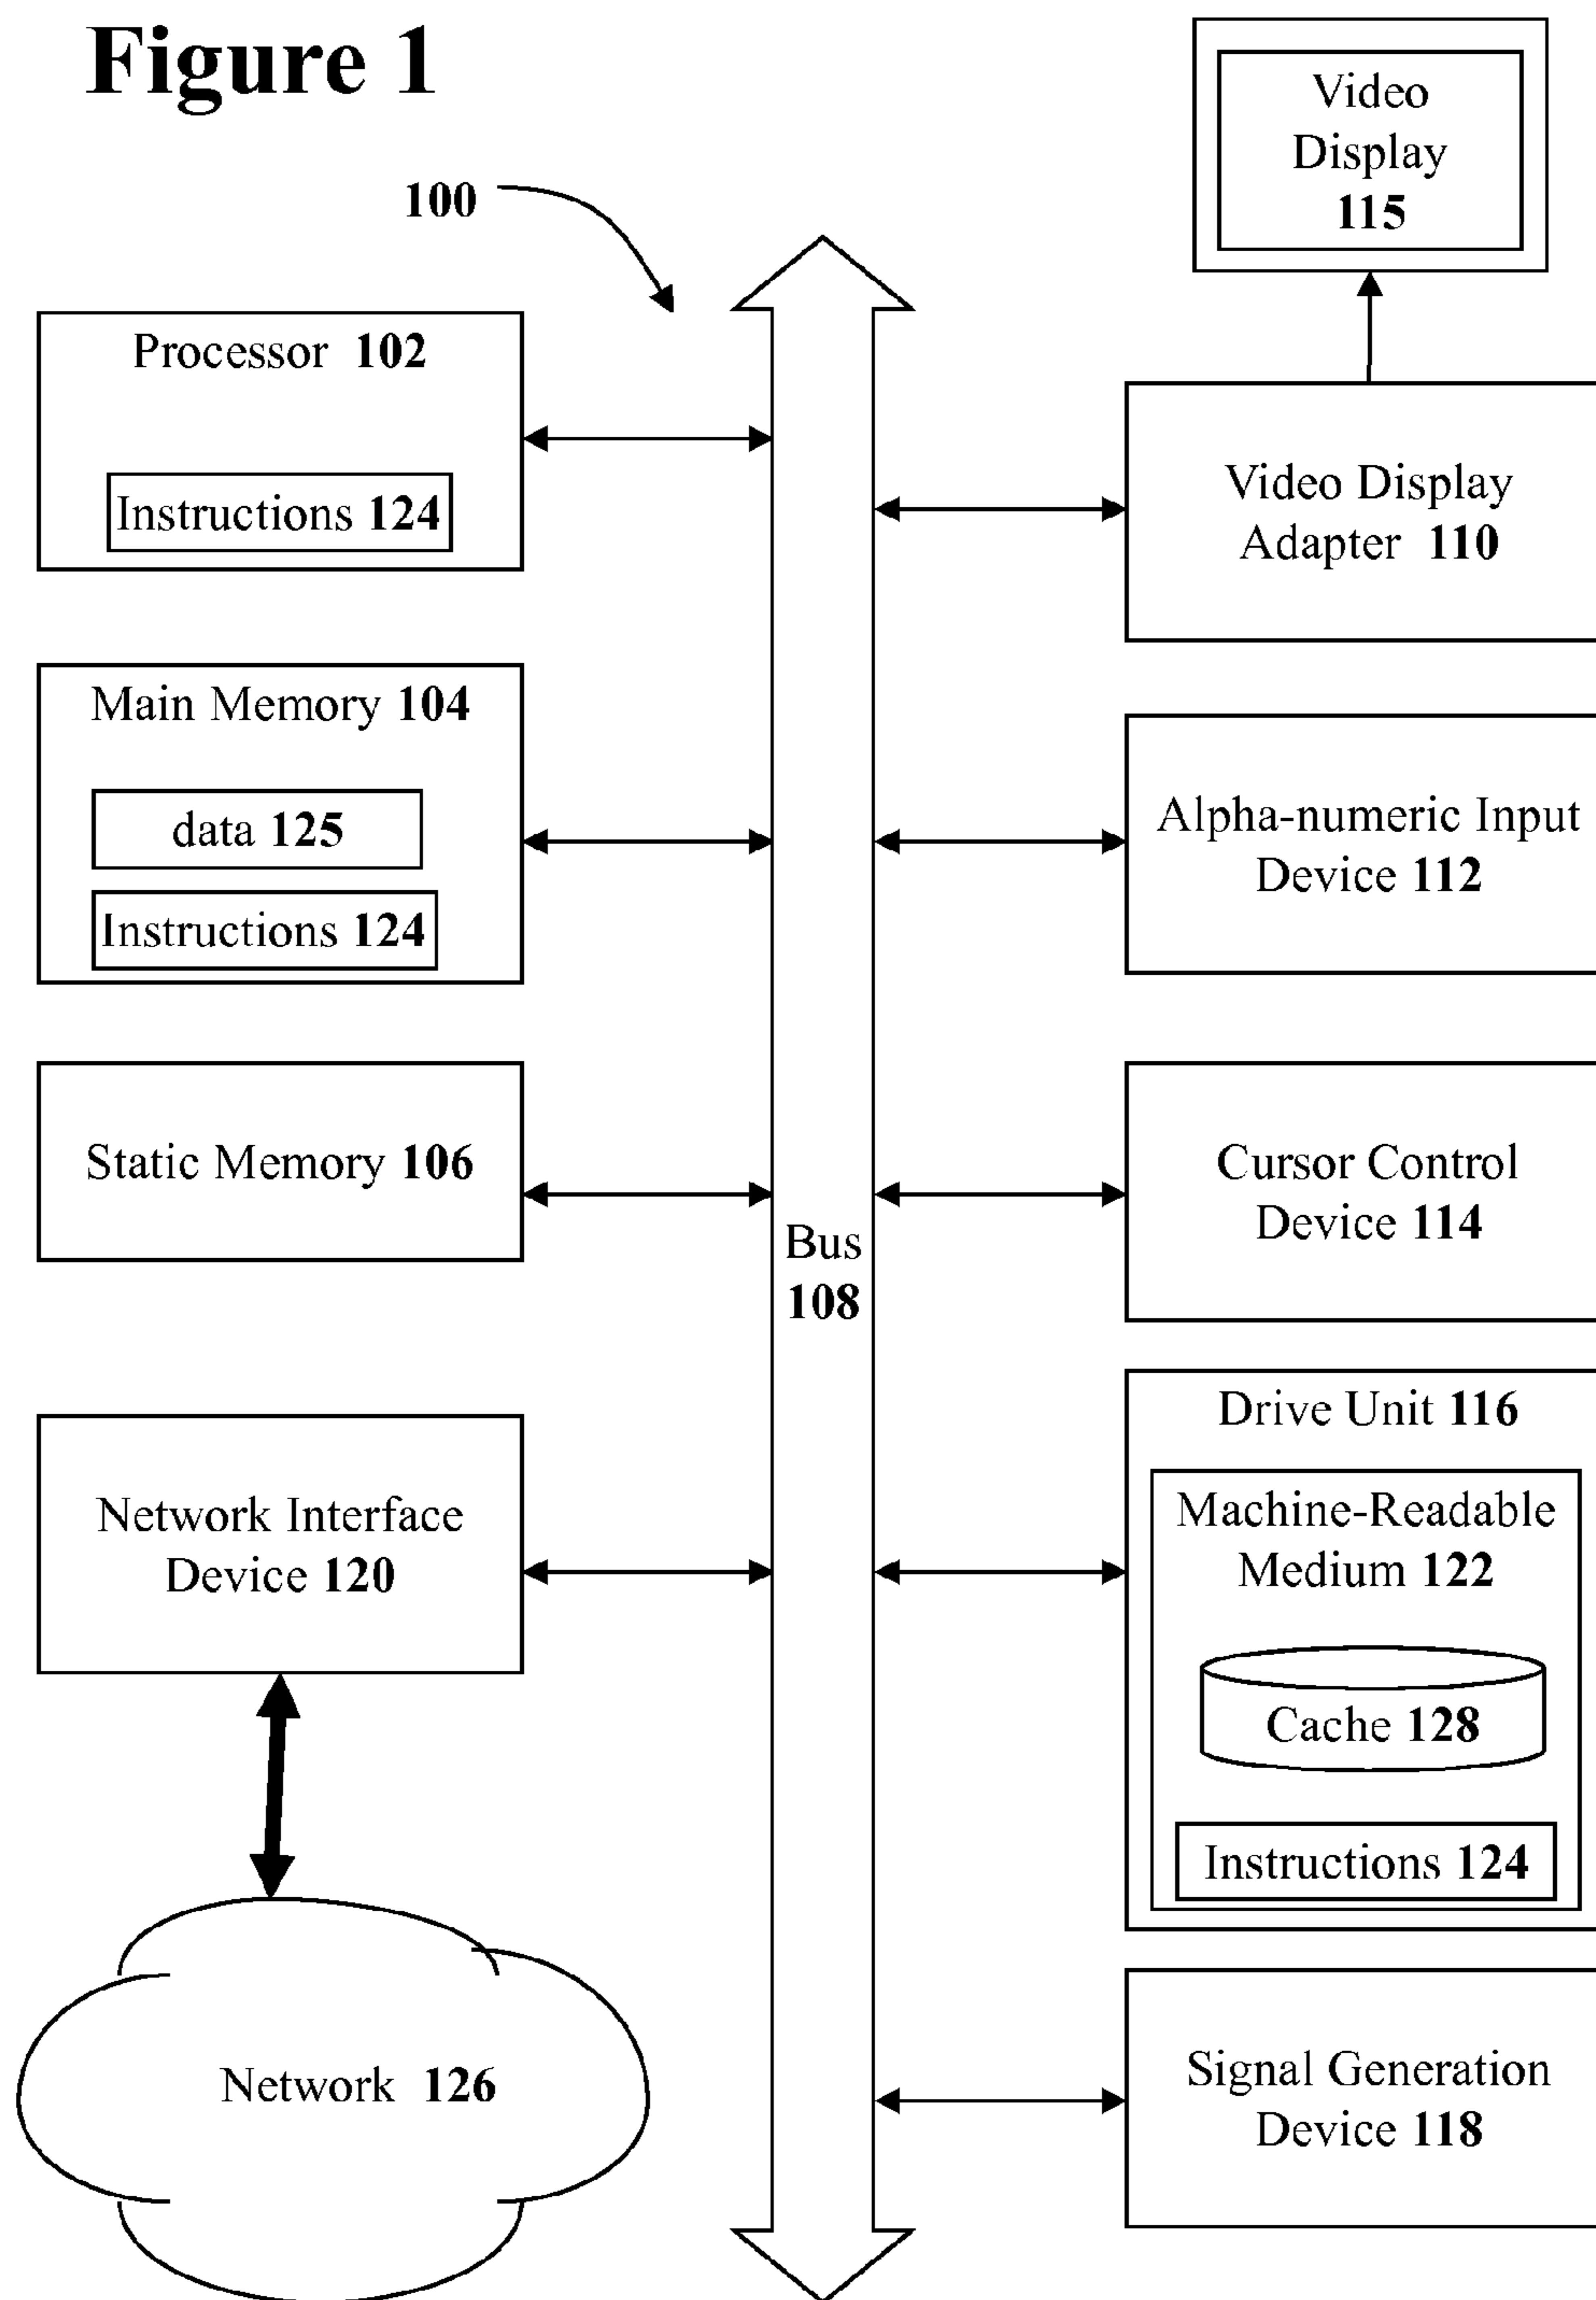 Figure 1
100
Video
Display
115
Processor 102
Instructions 124
Video Display
Adapter 110
Main Memory 104
data 125
Instructions 124
Alpha-numeric Input
Device 112
Static Memory 106
Cursor Control
Device 114
Bus
108
Network Interface
Device 120
Drive Unit 116
Machine-Readable
Medium 122
Cache 128
Instructions 124
Network 126
Signal Generation
Device 118